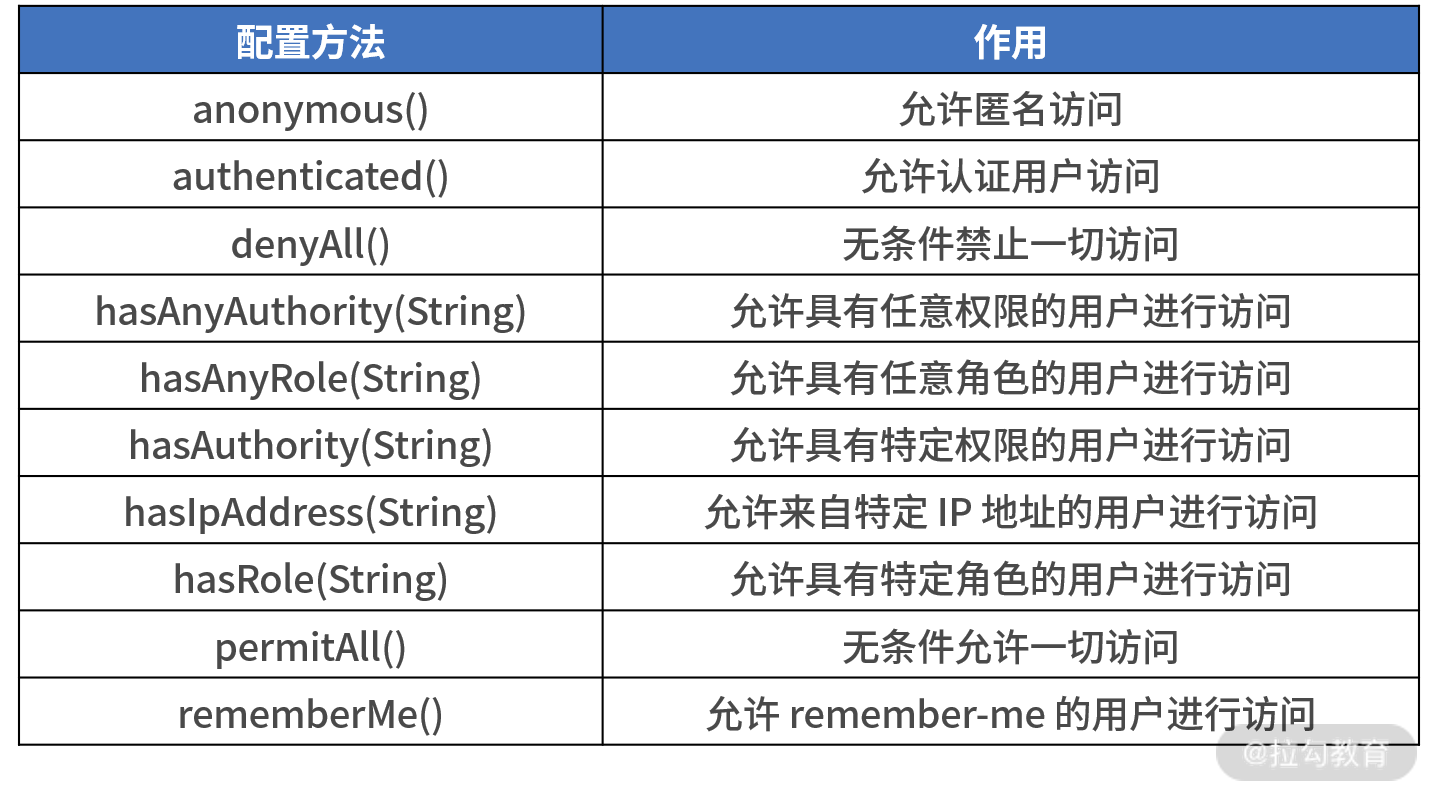 配置方法 作用
anonymous() 允许匿名访问
authenticated() 允许认证用户访问
denyAll() 无条件禁止一切访问
hasAnyAuthority(String) 允许具有任意权限的用户进行访问
hasAnyRole(String) 允许具有任意角色的用户进行访问
hasAuthority(String) 允许具有特定权限的用户进行访问
hasIpAddress(String) 允许来自特定 IP 地址的用户进行访问
hasRole(String) 允许具有特定角色的用户进行访问
permitAll() 无条件允许一切访问
rememberMe() 允许 remember-me 的用户进行访问
@拉勾教育